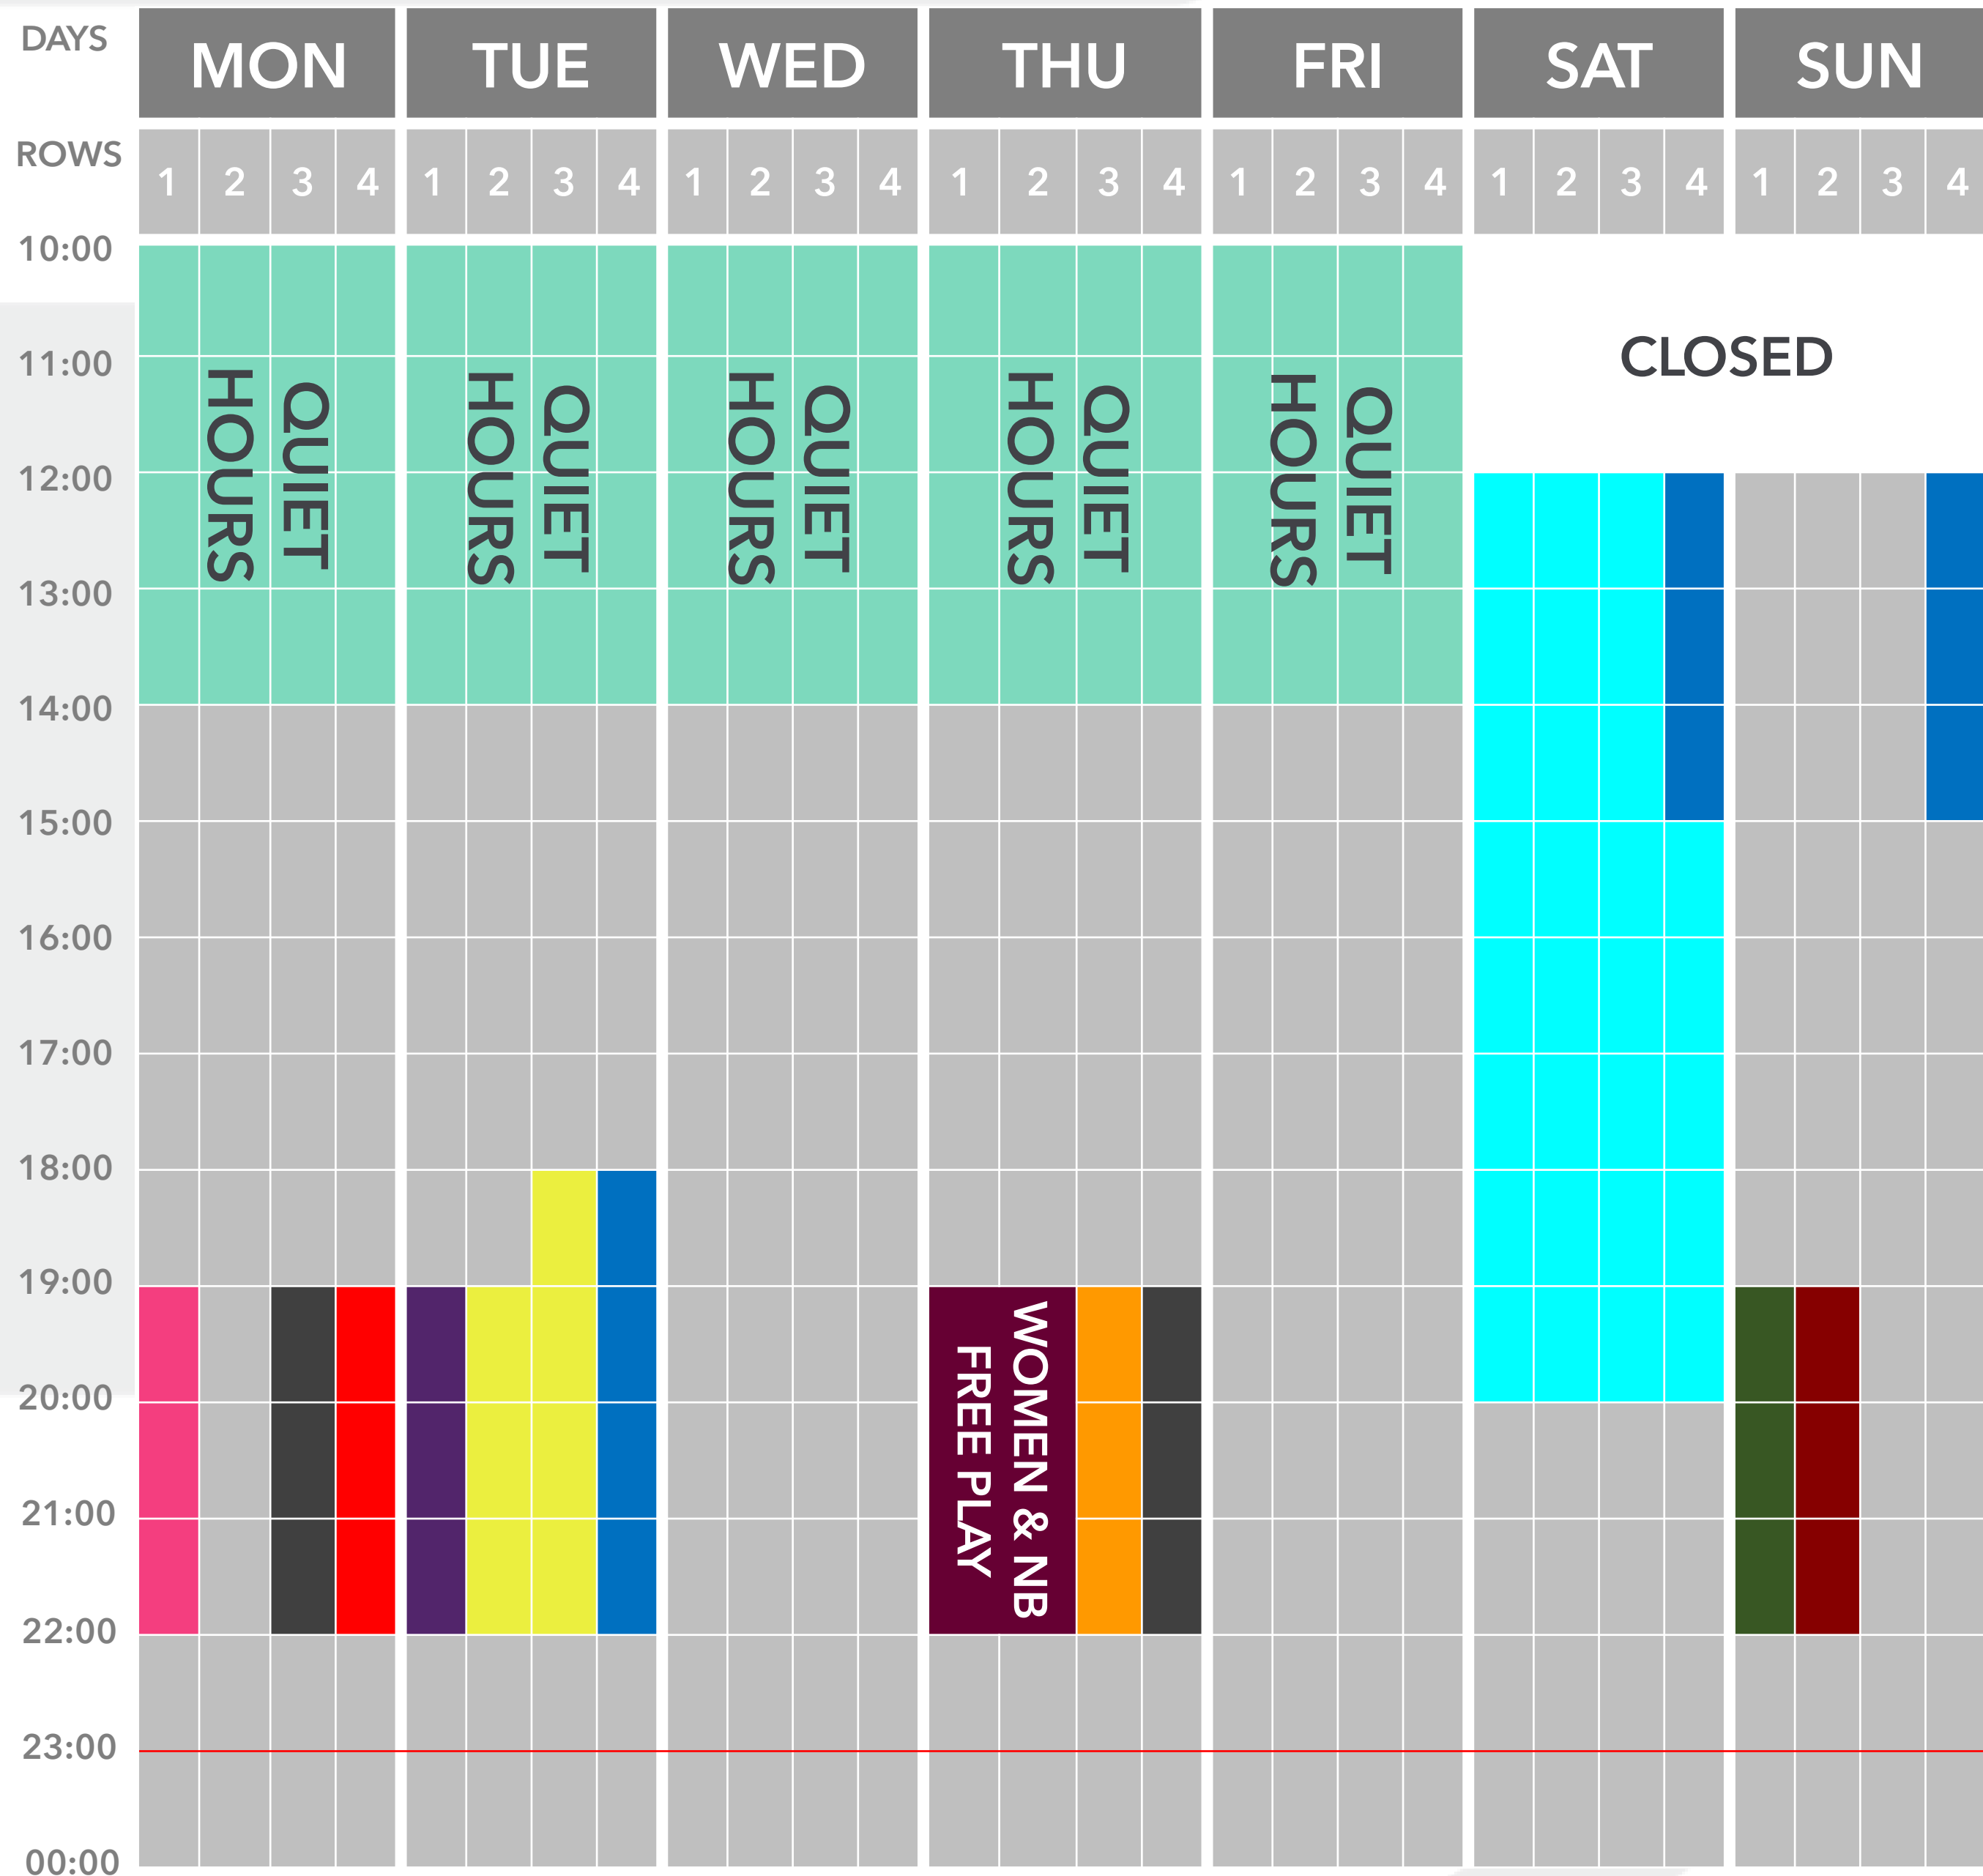 DAYS MON TUE WED THU FRI SAT SUN
ROWS 1 2 3 4 1 2 3 4 1 2 3 4 1 2 3 4 1 2 3 4 1 2 3 4 1 2 3 4
10:00
11:00
CLOSED
QUIET
HOURS
QUIET
HOURS
QUIET
HOURS
QUIET
HOURS
QUIET
HOURS
12:00
13:00
14:00
15:00
16:00
17:00
18:00
19:00
WOMEN & NB
FREE PLAY
20:00
21:00
22:00
23:00
00:00